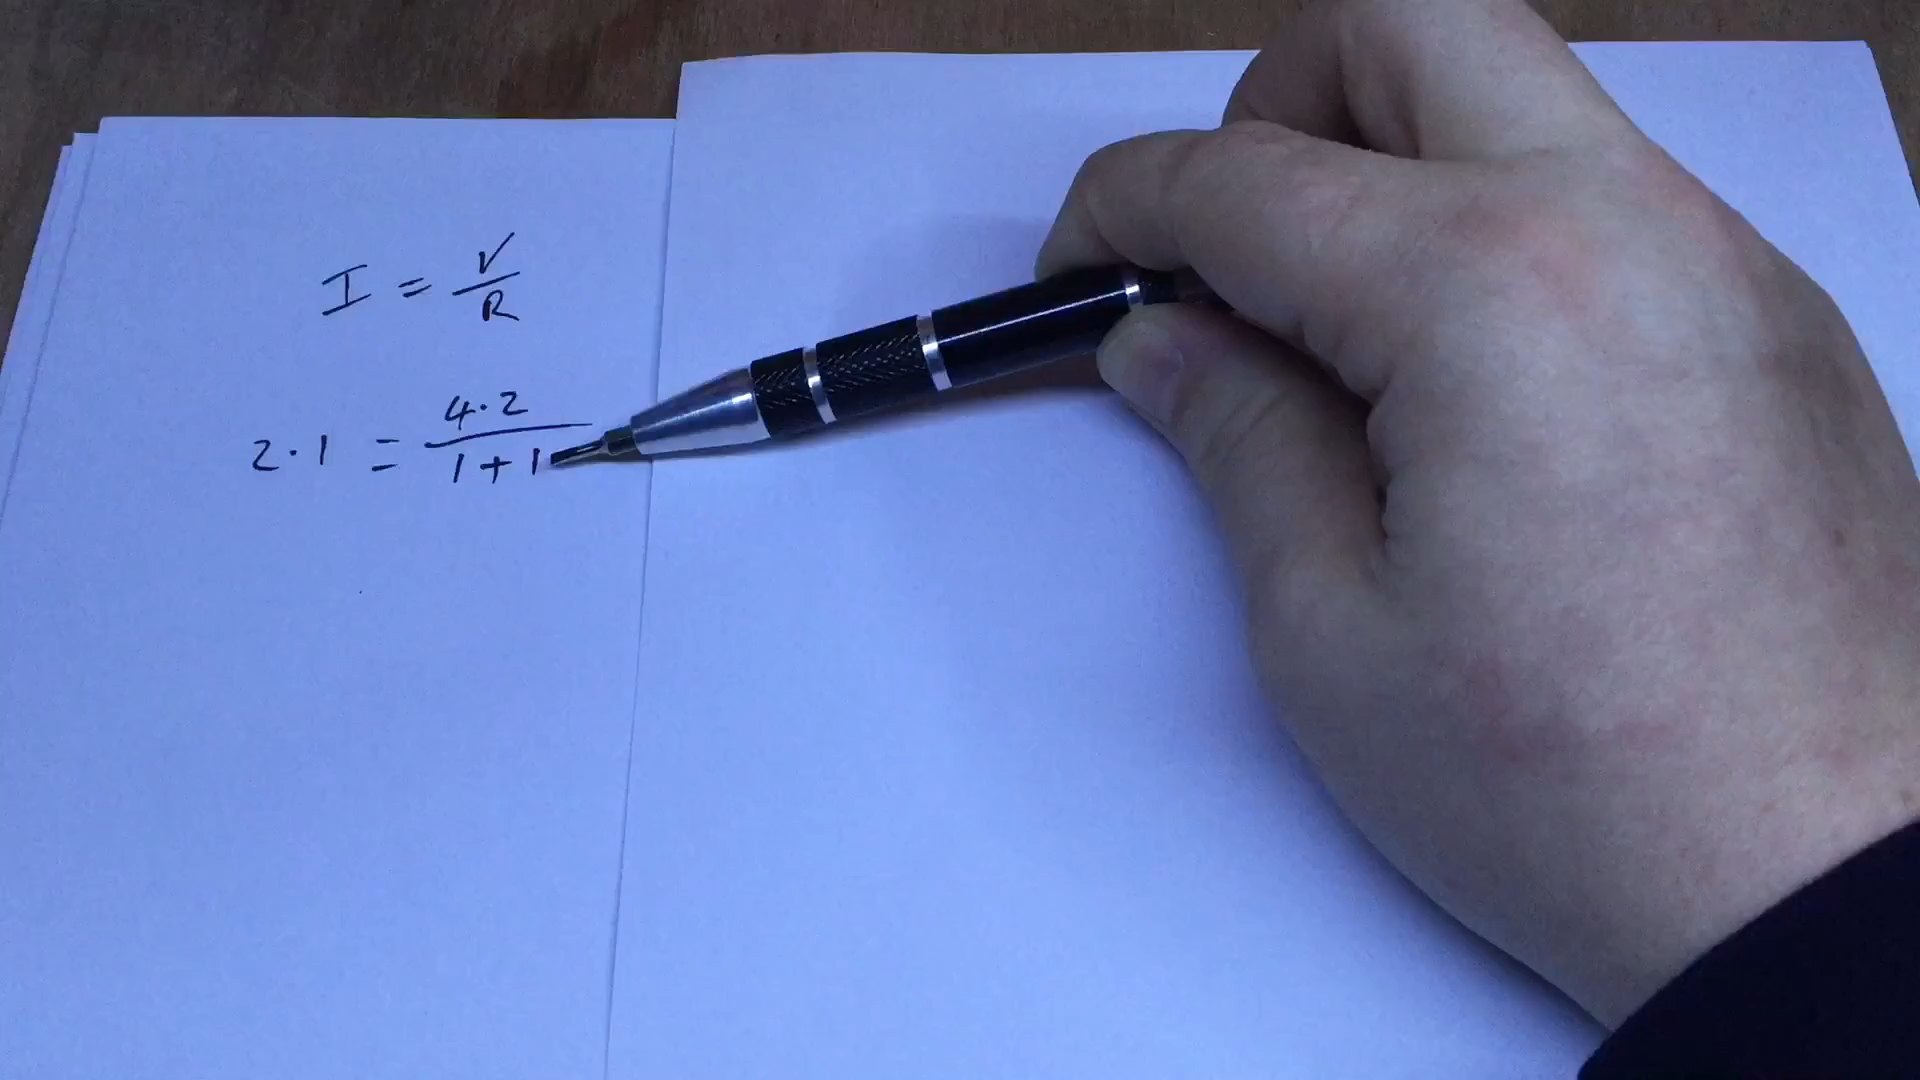 I = V/R
2·1 = 4·2/1+1